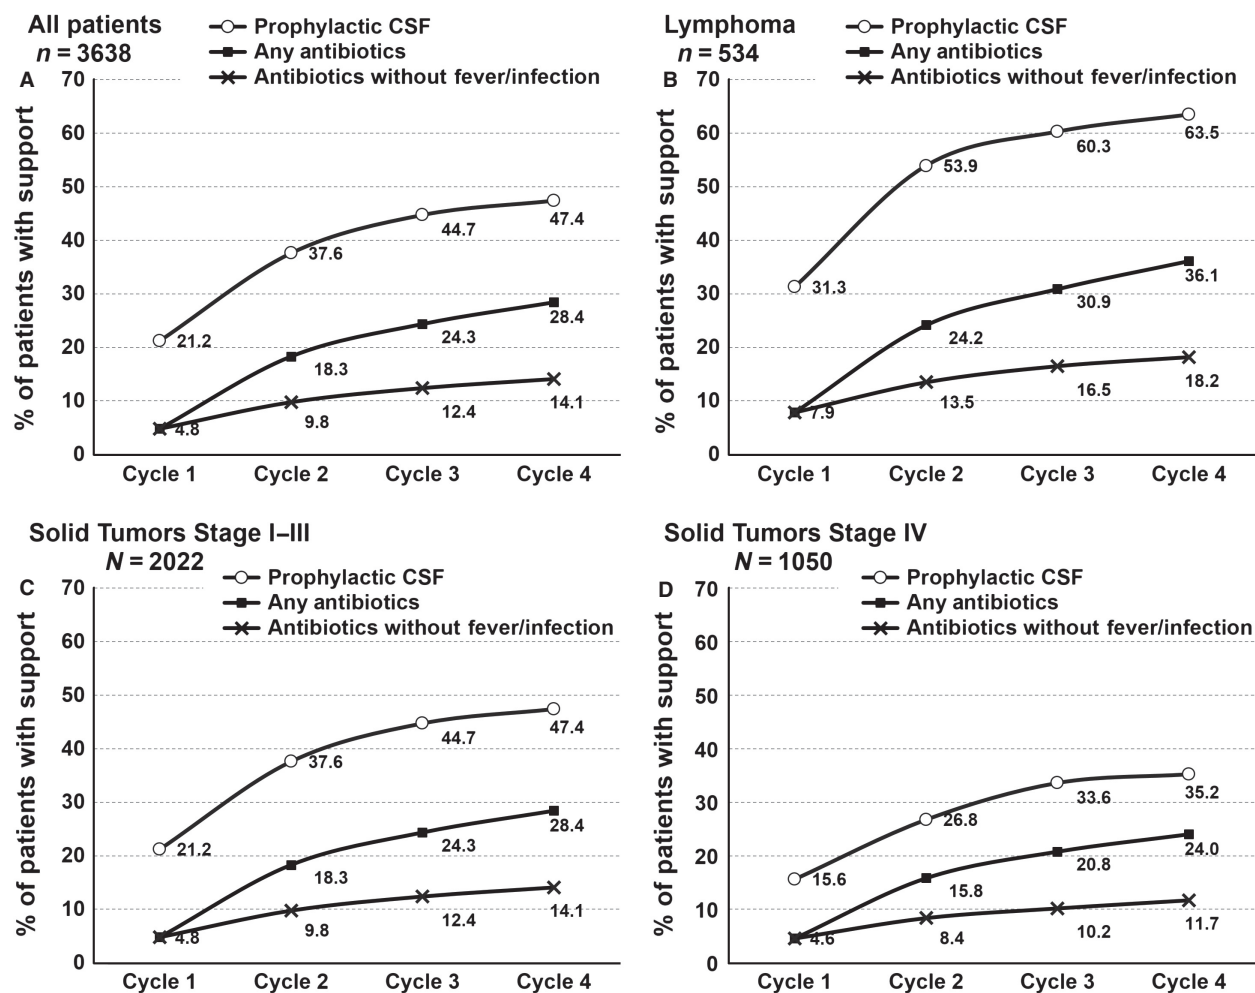 All patients
n = 3638
Prophylactic CSF
Any antibiotics
Antibiotics without fever/infection
A
% of patients with support
70
60
50
40
30
20
10
0
21.2
37.6
44.7
47.4
18.3
24.3
28.4
4.8
9.8
12.4
14.1
Cycle 1 Cycle 2 Cycle 3 Cycle 4
Lymphoma
n = 534
Prophylactic CSF
Any antibiotics
Antibiotics without fever/infection
B
% of patients with support
70
60
50
40
30
20
10
0
31.3
53.9
60.3
63.5
24.2
30.9
36.1
7.9
13.5
16.5
18.2
Cycle 1 Cycle 2 Cycle 3 Cycle 4
Solid Tumors Stage I–III
N = 2022
Prophylactic CSF
Any antibiotics
Antibiotics without fever/infection
C
% of patients with support
70
60
50
40
30
20
10
0
21.2
37.6
44.7
47.4
18.3
24.3
28.4
4.8
9.8
12.4
14.1
Cycle 1 Cycle 2 Cycle 3 Cycle 4
Solid Tumors Stage IV
N = 1050
Prophylactic CSF
Any antibiotics
Antibiotics without fever/infection
D
% of patients with support
70
60
50
40
30
20
10
0
15.6
26.8
33.6
35.2
15.8
20.8
24.0
4.6
8.4
10.2
11.7
Cycle 1 Cycle 2 Cycle 3 Cycle 4